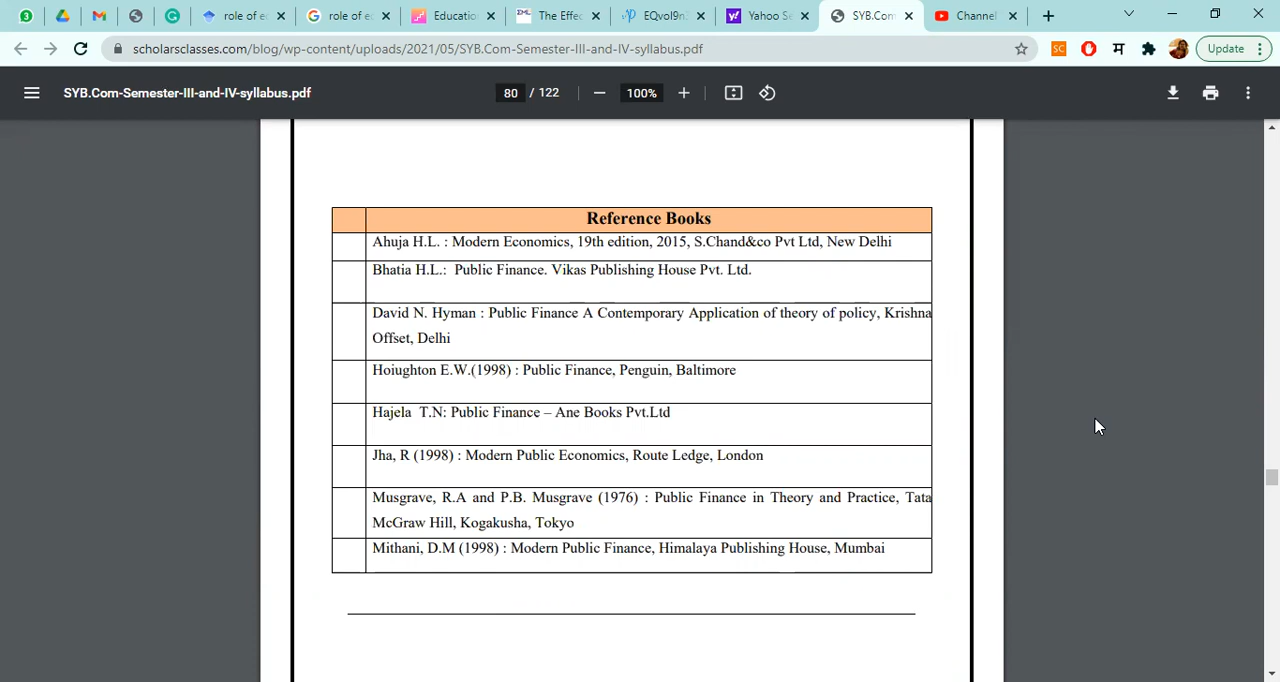 3
role of e
role of e
Educatio
The Effec
EQvol9n
Yahoo Se
SYB.Com
Channel
scholarsclasses.com/blog/wp-content/uploads/2021/05/SYB.Com-Semester-III-and-IV-syllabus.pdf
SC
म
Update
SYB.Com-Semester-III-and-IV-syllabus.pdf
80 / 122
100%
Reference Books
Ahuja H.L. : Modern Economics, 19th edition, 2015, S.Chand&co Pvt Ltd, New Delhi
Bhatia H.L.: Public Finance. Vikas Publishing House Pvt. Ltd.
David N. Hyman : Public Finance A Contemporary Application of theory of policy, Krishna
Offset, Delhi
Hoiughton E.W.(1998) : Public Finance, Penguin, Baltimore
Hajela T.N: Public Finance – Ane Books Pvt.Ltd
Jha, R (1998) : Modern Public Economics, Route Ledge, London
Musgrave, R.A and P.B. Musgrave (1976) : Public Finance in Theory and Practice, Tata
McGraw Hill, Kogakusha, Tokyo
Mithani, D.M (1998) : Modern Public Finance, Himalaya Publishing House, Mumbai